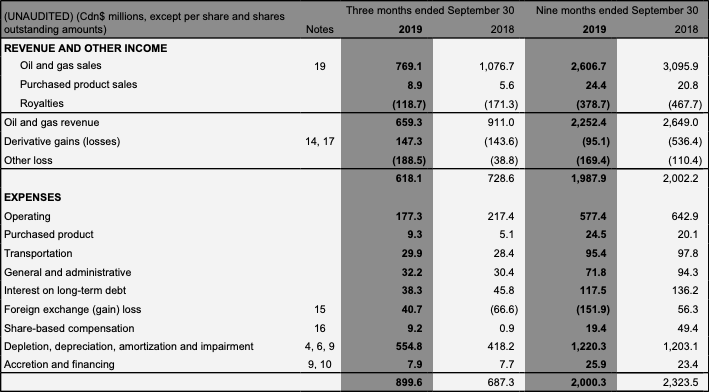 Three months ended September 30 Nine months ended September 30
(UNAUDITED) (Cdn$ millions, except per share and shares
outstanding amounts) Notes 2019 2018 2019 2018
REVENUE AND OTHER INCOME
Oil and gas sales 19 769.1 1,076.7 2,606.7 3,095.9
Purchased product sales 8.9 5.6 24.4 20.8
Royalties (118.7) (171.3) (378.7) (467.7)
Oil and gas revenue 659.3 911.0 2,252.4 2,649.0
Derivative gains (losses) 14, 17 147.3 (143.6) (95.1) (536.4)
Other loss (188.5) (38.8) (169.4) (110.4)
618.1 728.6 1,987.9 2,002.2
EXPENSES
Operating 177.3 217.4 577.4 642.9
Purchased product 9.3 5.1 24.5 20.1
Transportation 29.9 28.4 95.4 97.8
General and administrative 32.2 30.4 71.8 94.3
Interest on long-term debt 38.3 45.8 117.5 136.2
Foreign exchange (gain) loss 15 40.7 (66.6) (151.9) 56.3
Share-based compensation 16 9.2 0.9 19.4 49.4
Depletion, depreciation, amortization and impairment 4, 6, 9 554.8 418.2 1,220.3 1,203.1
Accretion and financing 9, 10 7.9 7.7 25.9 23.4
899.6 687.3 2,000.3 2,323.5